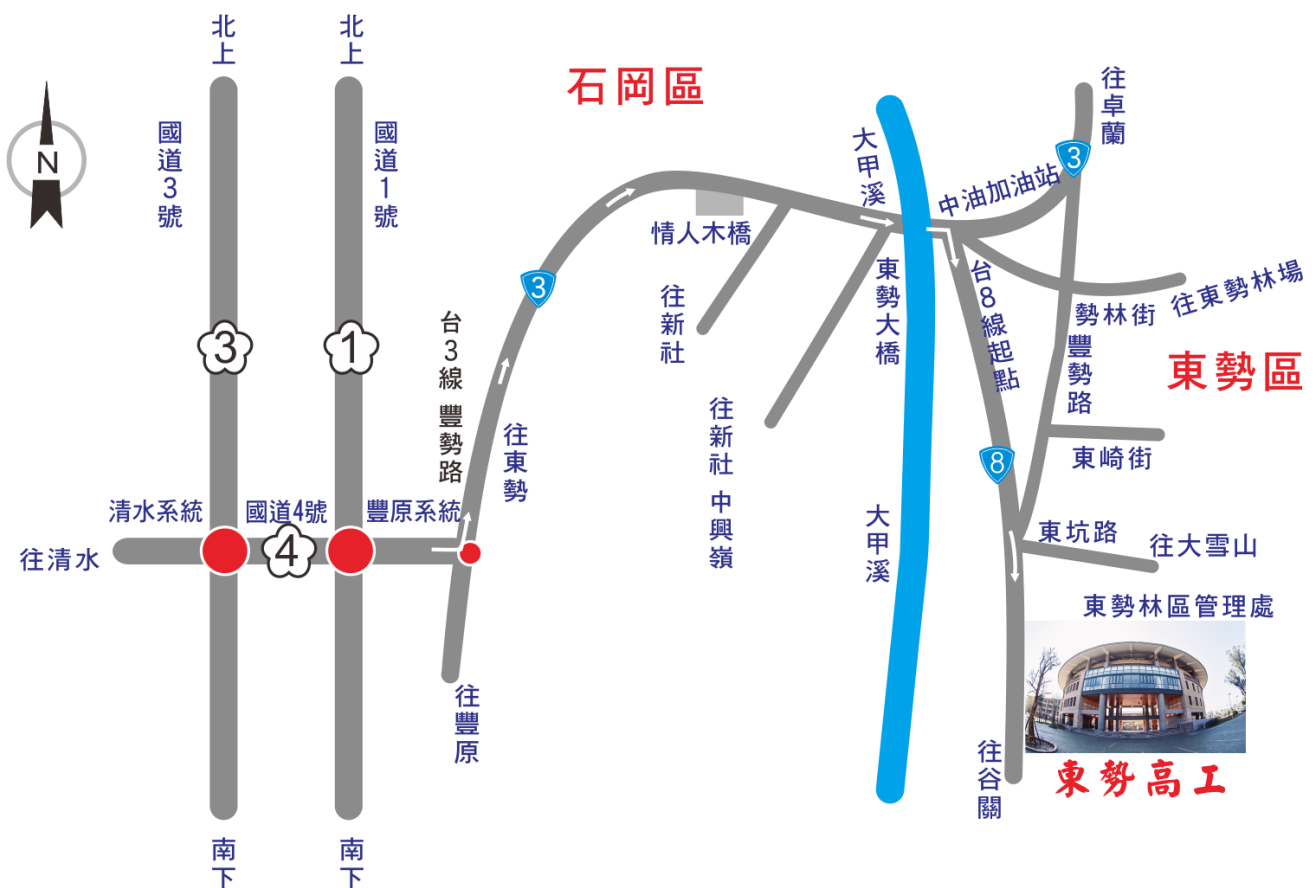 北上
北上
石岡區
往卓蘭
N
國道3號
國道1號
大甲溪
中油加油站
3
情人木橋
東勢大橋
台8線起點
往東勢林場
3
往新社
勢林街
3
1
台3線 豐勢路
豐勢路
東勢區
往新社 中興嶺
往東勢
8
東崎街
清水系統
國道4號
豐原系統
大甲溪
往清水
4
東坑路
往大雪山
東勢林區管理處
往豐原
往谷關
東勢高工
南下
南下